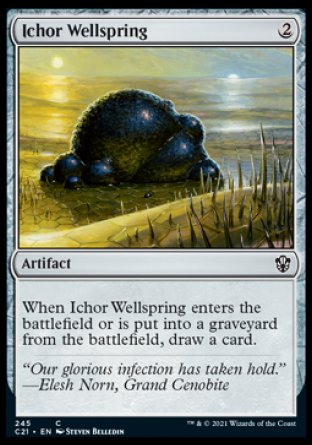 Ichor Wellspring 2
Artifact
When Ichor Wellspring enters the
battlefield or is put into a graveyard
from the battlefield, draw a card.
“Our glorious infection has taken hold.”
—Elesh Norn, Grand Cenobite
245 C
C21 • EN Steven Belledin ™ & © 2021 Wizards of the Coast